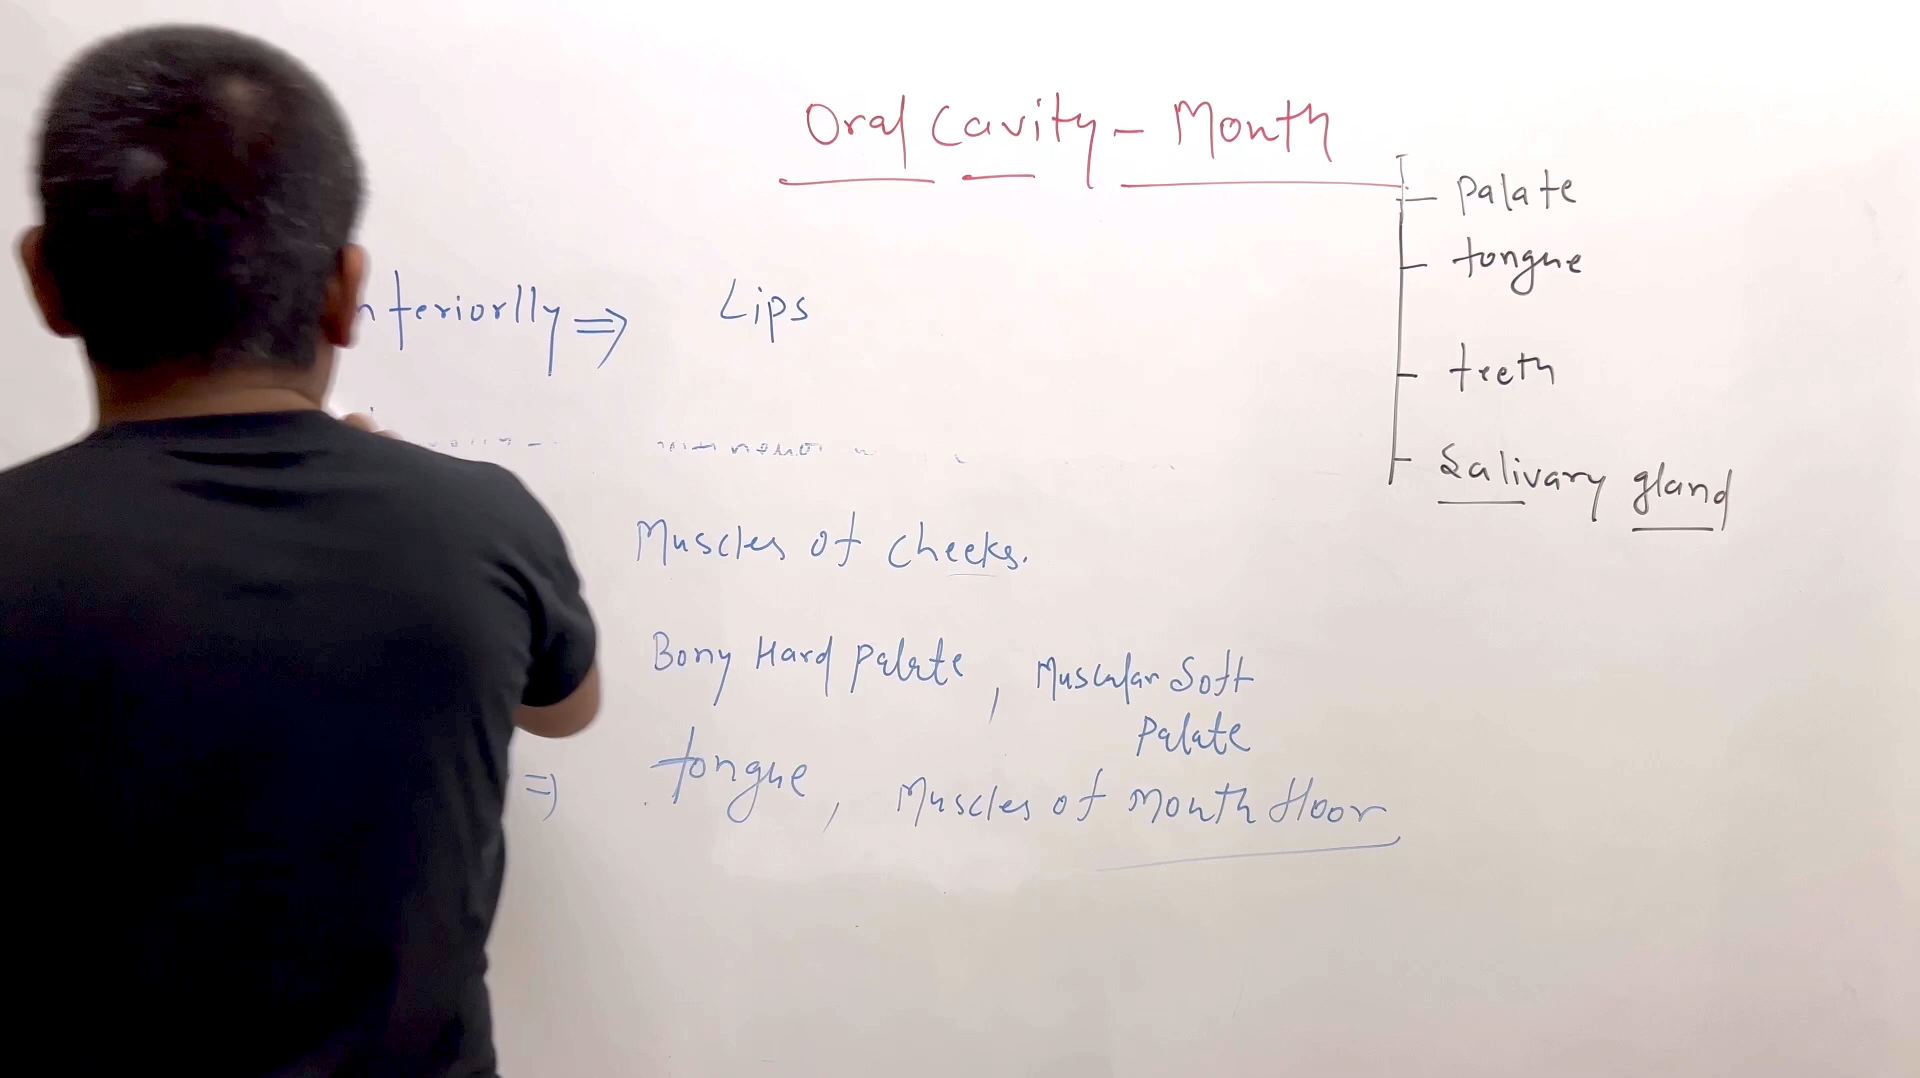 Oral Cavity - Mouth
Palate
tongue
teeth
Salivary gland
nteriorlly ⇒ Lips
Muscles of cheeks.
Bony Hard Palate, Muscular Soft
Palate
⇒ tongue, Muscles of mouth floor